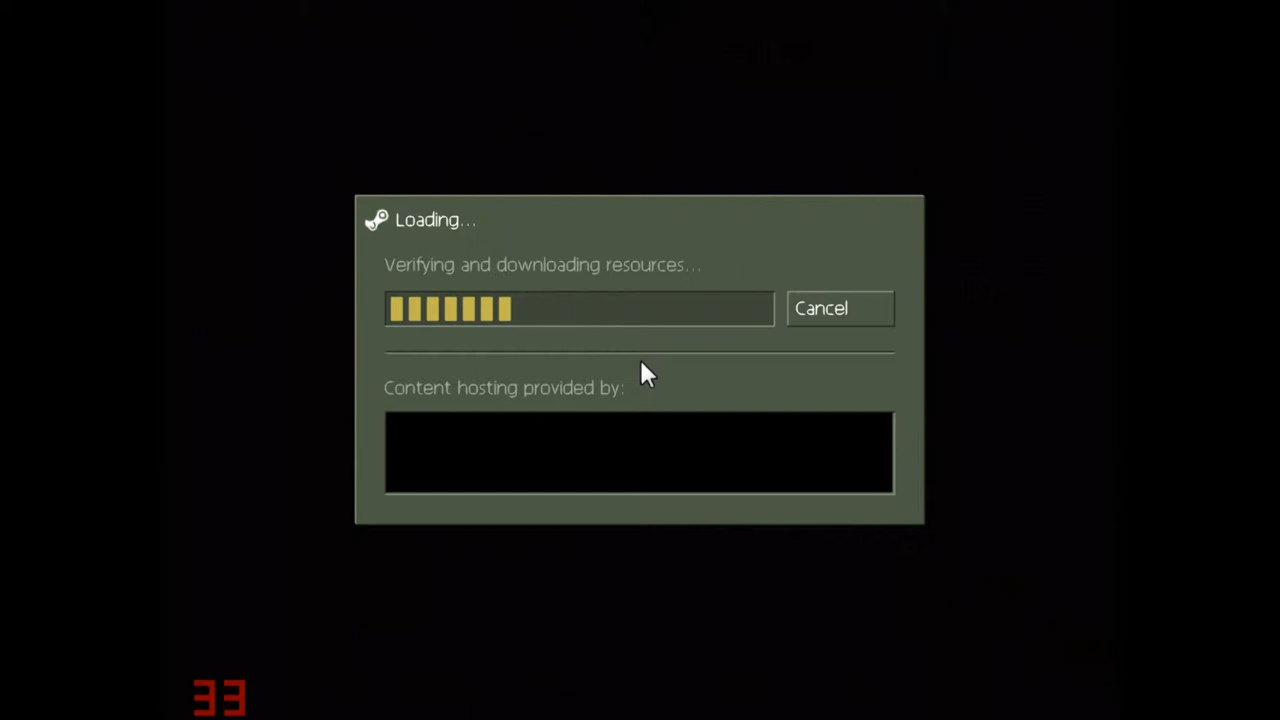 Loading...
Verifying and downloading resources...
Cancel
Content hosting provided by:
33